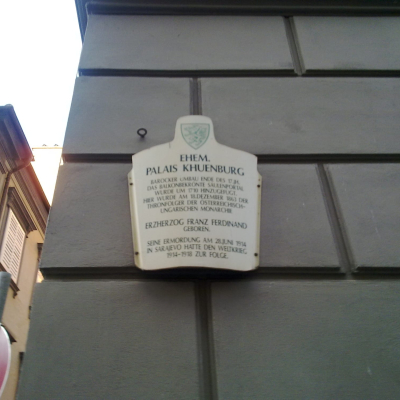 EHEM.
PALAIS KHUENBURG
BAROCKER UMBAU ENDE DES 17.JH.
DAS BALKONBEKRÖNTE SÄULENPORTAL
WURDE UM 1710 HINZUGEFÜGT.
HIER WURDE AM 18.DEZEMBER 1863 DER
THRONFOLGER DER ÖSTERREICHISCH-
UNGARISCHEN MONARCHIE
ERZHERZOG FRANZ FERDINAND
GEBOREN.
SEINE ERMORDUNG AM 28.JUNI 1914
IN SARAJEVO HATTE DEN WELTKRIEG
1914-1918 ZUR FOLGE.